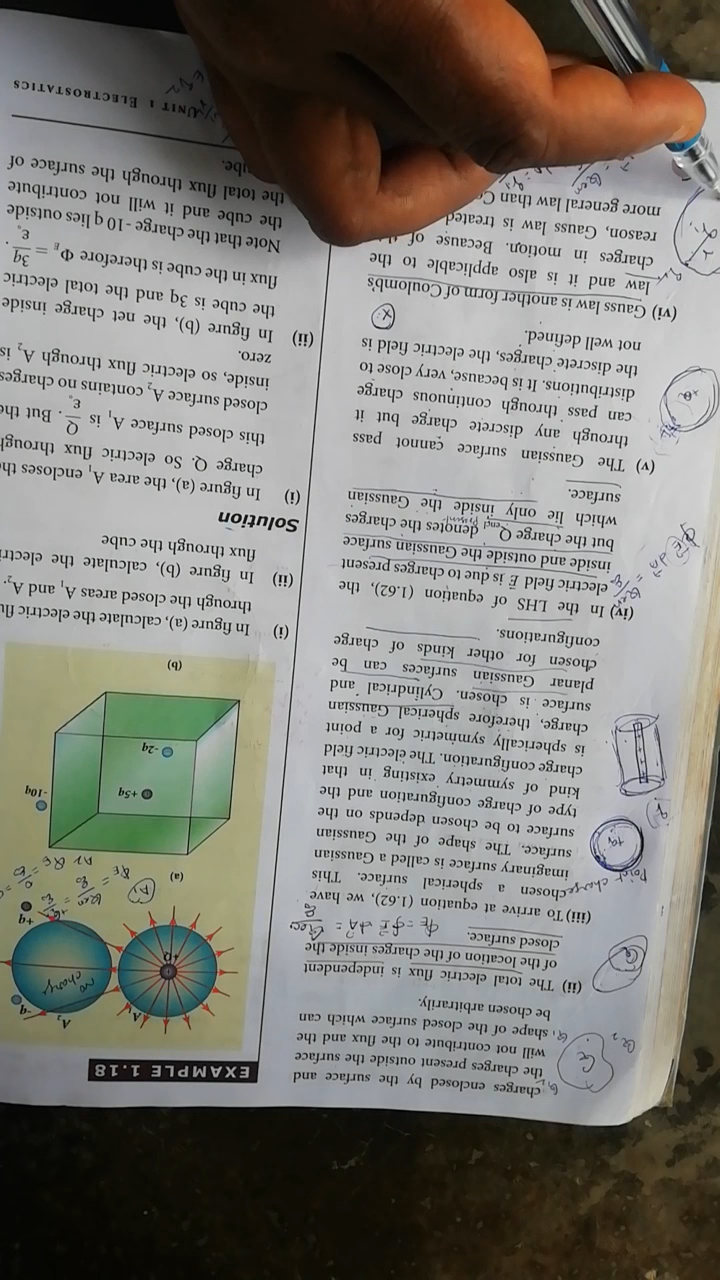 charges enclosed by the surface and
the charges present outside the surface
will not contribute to the flux and the
shape of the closed surface which can
be chosen arbitrarily.
(ii) The total electric flux is independent
of the location of the charges inside the
closed surface.
(iii) To arrive at equation (1.62), we have
chosen a spherical surface. This
imaginary surface is called a Gaussian
surface. The shape of the Gaussian
surface to be chosen depends on the
type of charge configuration and the
kind of symmetry existing in that
charge configuration. The electric field
is spherically symmetric for a point
charge, therefore spherical Gaussian
surface is chosen. Cylindrical and
planar Gaussian surfaces can be
chosen for other kinds of charge
configurations.
(iv) In the LHS of equation (1.62), the
electric field E⃗ is due to charges present
inside and outside the Gaussian surface
but the charge Q encl denotes the charges
which lie only inside the Gaussian
surface.
(v) The Gaussian surface cannot pass
through any discrete charge but it
can pass through continuous charge
distributions. It is because, very close to
the discrete charges, the electric field is
not well defined.
(vi) Gauss law is another form of Coulomb's
law and it is also applicable to the
charges in motion. Because of
reason, Gauss law is treated
more general law than
point charge
+q
EXAMPLE 1.18
A₁
A₂
+Q
-q
+q
no charge
(a)
-10q
+5q
-2q
(b)
(i) In figure (a), calculate the electric
through the closed areas A₁ and A₂.
(ii) In figure (b), calculate the
flux through the cube
Solution
(i) In figure (a), the area A₁ encloses
charge Q. So electric flux through
this closed surface A₁ is Q/ε₀. But
closed surface A₂ contains no charges
inside, so electric flux through A₂ is
zero.
(ii) In figure (b), the net charge inside
the cube is 3q and the total electric
flux in the cube is therefore Φ_E = 3q/ε₀.
Note that the charge -10 q lies outside
the cube and it will not contribute
the total flux through the surface of
cube.
UNIT 1 ELECTROSTATICS